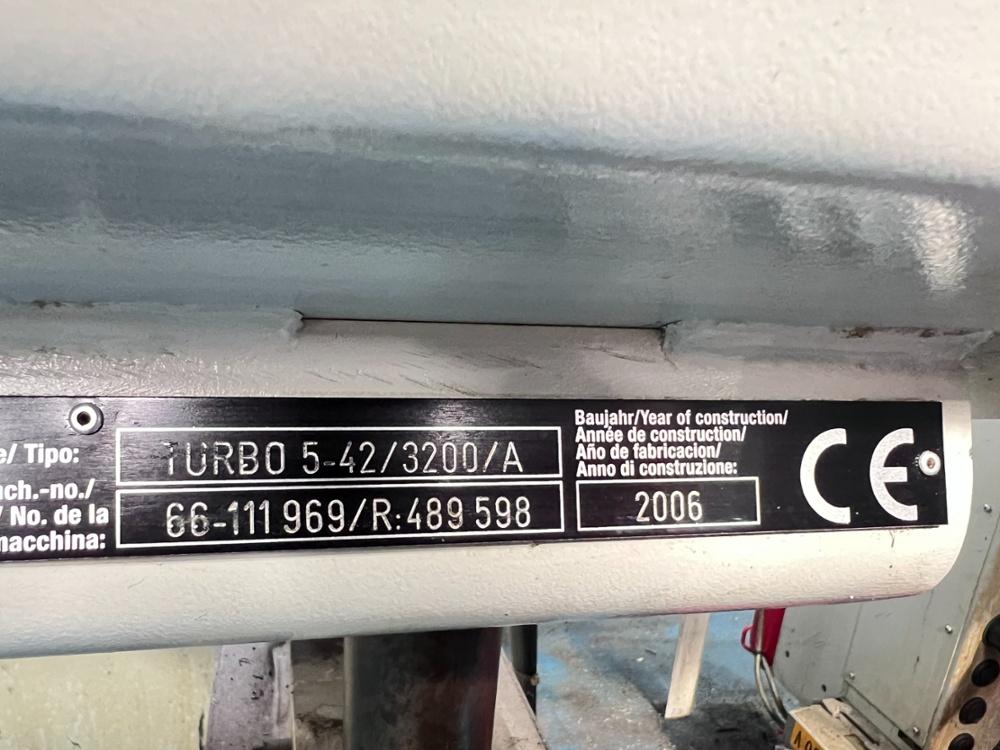 e/ Tipo:
TURBO 5-42/3200/A
ach.-no./
/ No. de la
macchina:
66-111 969/R:489 598
Baujahr/Year of construction/
Année de construction/
Año de fabricacion/
Anno di construzione:
2006
CE